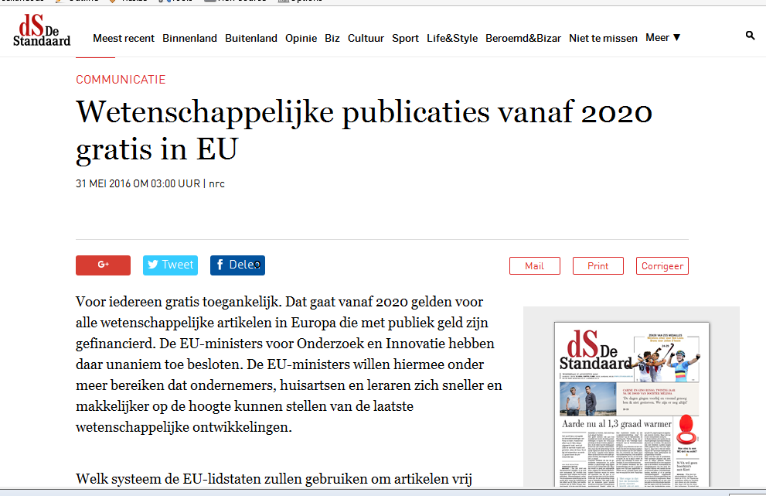 dS De
Standaard
Meest recent Binnenland Buitenland Opinie Biz Cultuur Sport Life&Style Beroemd&Bizar Niet te missen Meer ▼
COMMUNICATIE
Wetenschappelijke publicaties vanaf 2020
gratis in EU
31 MEI 2016 OM 03:00 UUR | nrc
G+ Tweet Delen Mail Print Corrigeer
Voor iedereen gratis toegankelijk. Dat gaat vanaf 2020 gelden voor
alle wetenschappelijke artikelen in Europa die met publiek geld zijn
gefinancierd. De EU-ministers voor Onderzoek en Innovatie hebben
daar unaniem toe besloten. De EU-ministers willen hiermee onder
meer bereiken dat ondernemers, huisartsen en leraren zich sneller en
makkelijker op de hoogte kunnen stellen van de laatste
wetenschappelijke ontwikkelingen.
Welk systeem de EU-lidstaten zullen gebruiken om artikelen vrij
dS De
Standaard
Aarde nu al 1,3 graad warmer